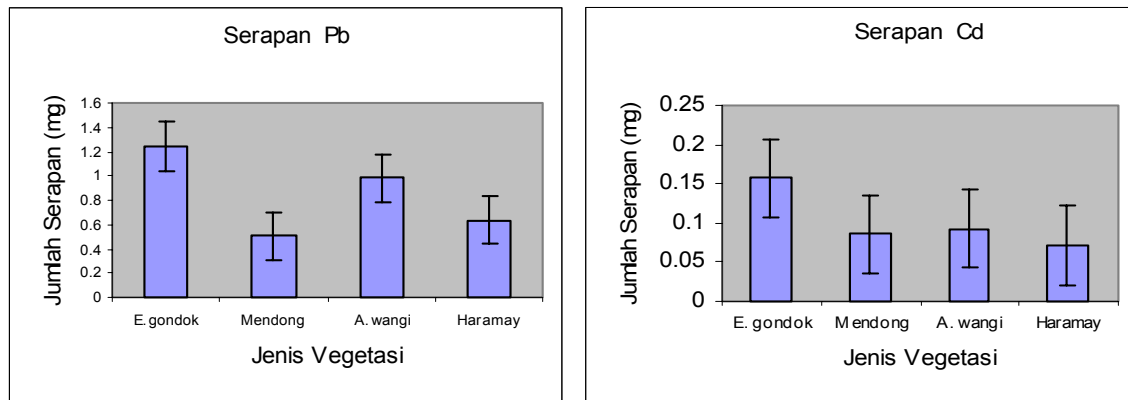 Serapan Pb
Jumlah Serapan (mg)
1.6
1.4
1.2
1
0.8
0.6
0.4
0.2
0
E. gondok Mendong A. wangi Haramay
Jenis Vegetasi
Serapan Cd
Jumlah Serapan (mg)
0.25
0.2
0.15
0.1
0.05
0
E. gondok Mendong A. wangi Haramay
Jenis Vegetasi